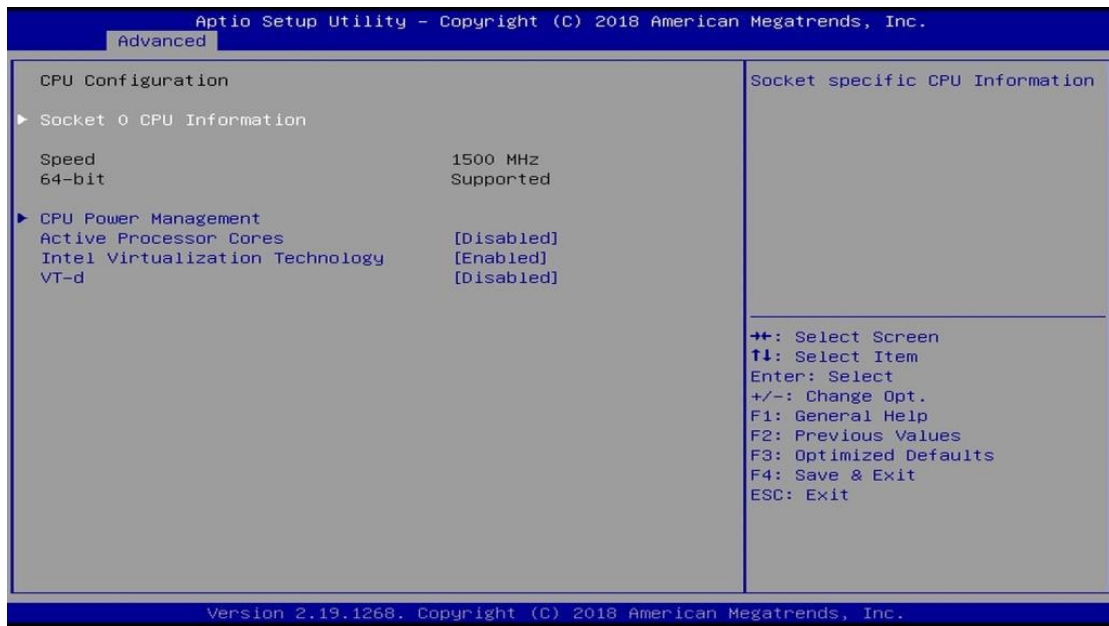 Aptio Setup Utility – Copyright (C) 2018 American Megatrends, Inc.
Advanced
CPU Configuration
Socket specific CPU Information
► Socket 0 CPU Information
Speed 1500 MHz
64-bit Supported
► CPU Power Management
Active Processor Cores [Disabled]
Intel Virtualization Technology [Enabled]
VT-d [Disabled]
→←: Select Screen
↑↓: Select Item
Enter: Select
+/-: Change Opt.
F1: General Help
F2: Previous Values
F3: Optimized Defaults
F4: Save & Exit
ESC: Exit
Version 2.19.1268. Copyright (C) 2018 American Megatrends, Inc.